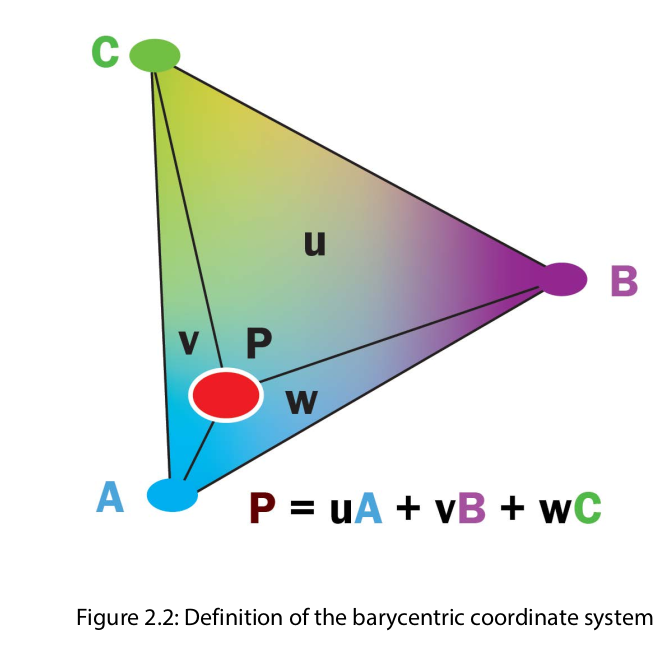 C
u
B
v
P
w
A
P = uA + vB + wC
Figure 2.2: Definition of the barycentric coordinate system